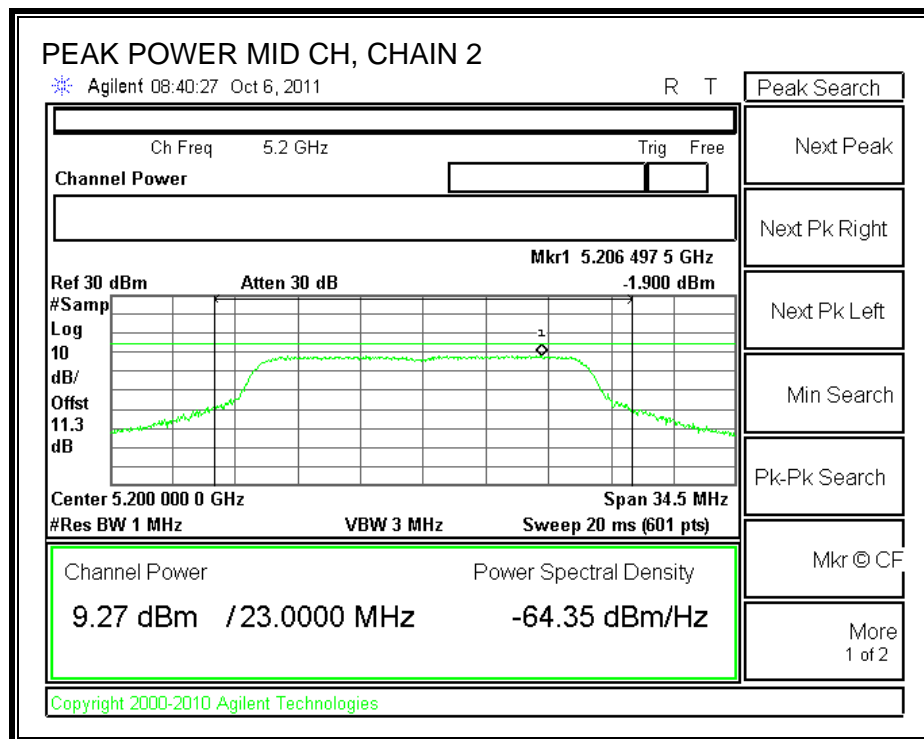 PEAK POWER MID CH, CHAIN 2
Agilent 08:40:27 Oct 6, 2011 R T
Peak Search
Ch Freq 5.2 GHz Trig Free
Channel Power
Mkr1 5.206 497 5 GHz
Ref 30 dBm Atten 30 dB -1.900 dBm
#Samp
Log
10
dB/
Offst
11.3
dB
1
Center 5.200 000 0 GHz Span 34.5 MHz
#Res BW 1 MHz VBW 3 MHz Sweep 20 ms (601 pts)
Channel Power Power Spectral Density
9.27 dBm /23.0000 MHz -64.35 dBm/Hz
Copyright 2000-2010 Agilent Technologies
Next Peak
Next Pk Right
Next Pk Left
Min Search
Pk-Pk Search
Mkr © CF
More
1 of 2